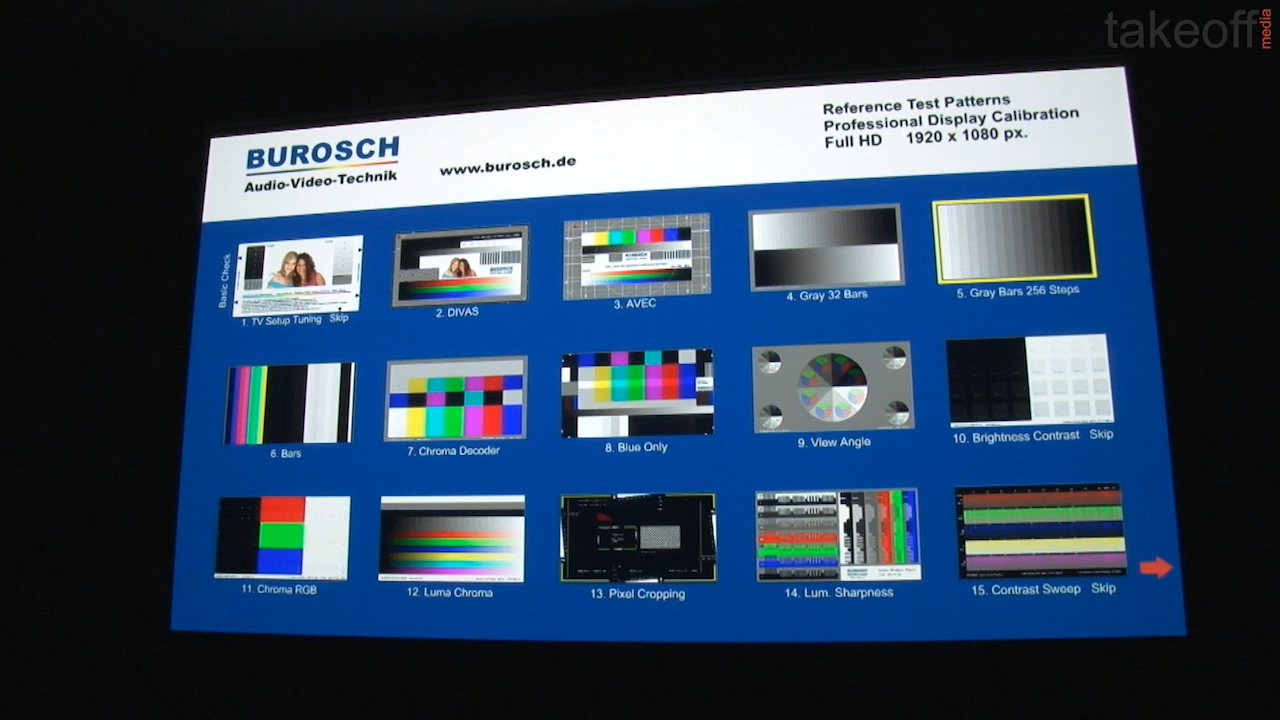 takeoff media
BUROSCH
Audio-Video-Technik
www.burosch.de
Reference Test Patterns
Professional Display Calibration
Full HD 1920 x 1080 px.
Basic Check
1. TV Setup Tuning Skip
2. DIVAS
3. AVEC
4. Gray 32 Bars
5. Gray Bars 256 Steps
6. Bars
7. Chroma Decoder
8. Blue Only
9. View Angle
10. Brightness Contrast Skip
11. Chroma RGB
12. Luma Chroma
13. Pixel Cropping
14. Lum. Sharpness
15. Contrast Sweep Skip